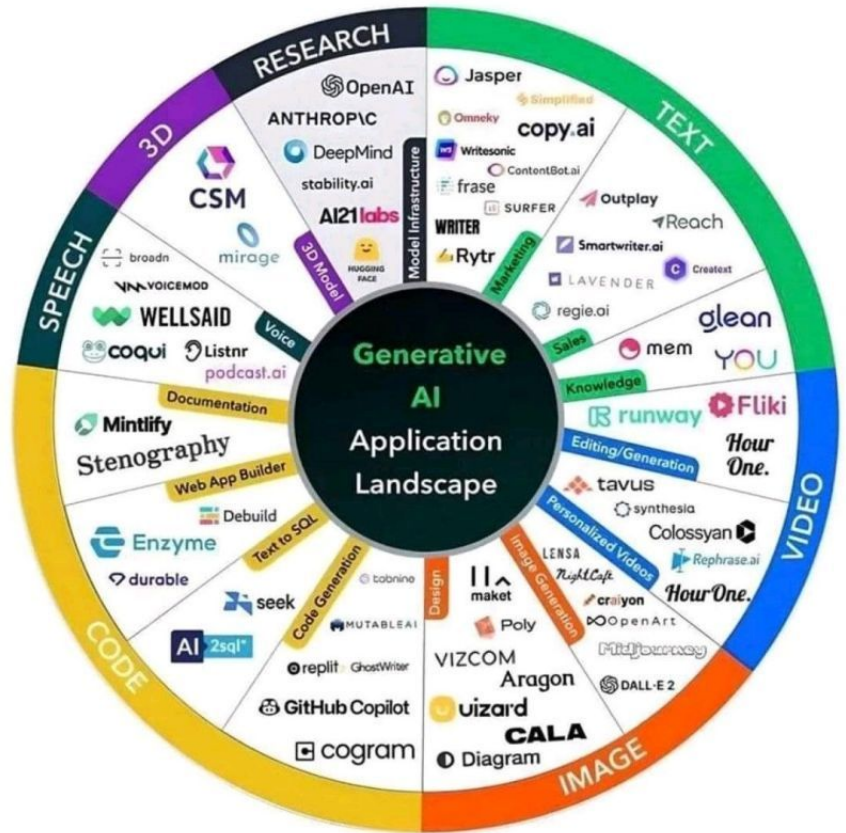 Generative
AI
Application
Landscape
RESEARCH
Model Infrastructure
OpenAI
ANTHROP\C
DeepMind
stability.ai
AI21labs
HUGGING
FACE
TEXT
Marketing
Jasper
Simplified
Omneky
copy.ai
Writesonic
ContentBot.ai
frase
SURFER
WRITER
Rytr
Sales
Outplay
Reach
Smartwriter.ai
Creatext
LAVENDER
regie.ai
Knowledge
glean
mem
YOU
VIDEO
Editing/Generation
runway
Fliki
Hour
One.
Personalized Videos
tavus
synthesia
Colossyan
Rephrase.ai
HourOne.
IMAGE
Image Generation
LENSA
NightCafe
craiyon
OpenArt
Midjourney
DALL·E 2
Design
maket
Poly
VIZCOM
Aragon
uizard
CALA
Diagram
CODE
Code Generation
tabnine
MUTABLEAI
replit GhostWriter
GitHub Copilot
cogram
Text to SQL
seek
AI 2sql
Web App Builder
Debuild
Enzyme
durable
Documentation
Mintlify
Stenography
SPEECH
Voice
broadn
VOICEMOD
WELLSAID
coqui
Listnr
podcast.ai
3D
3D Model
CSM
mirage